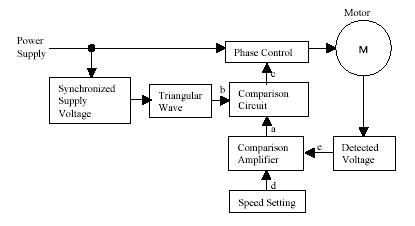 Motor
Power
Supply
Phase Control
M
c
Synchronized
Supply
Voltage
Triangular
Wave
b
Comparison
Circuit
a
Comparison
Amplifier
e
Detected
Voltage
d
Speed Setting